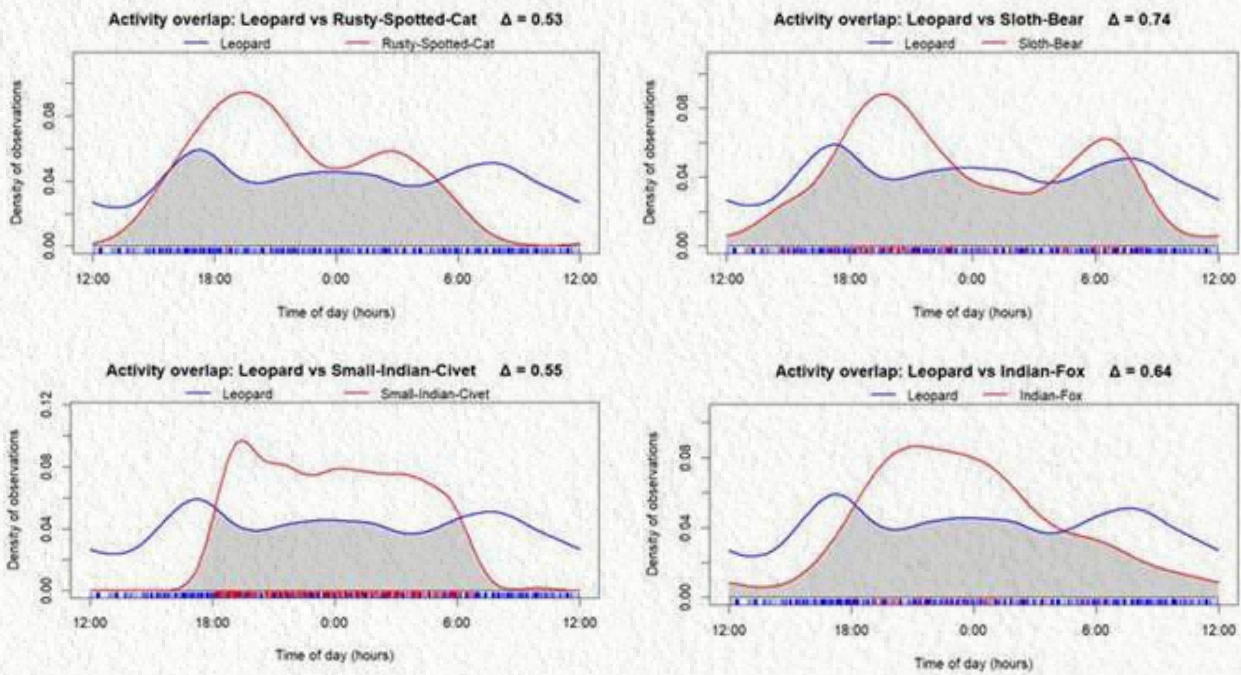 Activity overlap: Leopard vs Rusty-Spotted-Cat Δ = 0.53
Leopard Rusty-Spotted-Cat
Density of observations
0.08
0.04
0.00
12:00 18:00 0:00 6:00 12:00
Time of day (hours)
Activity overlap: Leopard vs Sloth-Bear Δ = 0.74
Leopard Sloth-Bear
Density of observations
0.08
0.04
0.00
12:00 18:00 0:00 6:00 12:00
Time of day (hours)
Activity overlap: Leopard vs Small-Indian-Civet Δ = 0.55
Leopard Small-Indian-Civet
Density of observations
0.12
0.08
0.04
0.00
12:00 18:00 0:00 6:00 12:00
Time of day (hours)
Activity overlap: Leopard vs Indian-Fox Δ = 0.64
Leopard Indian-Fox
Density of observations
0.08
0.04
0.00
12:00 18:00 0:00 6:00 12:00
Time of day (hours)